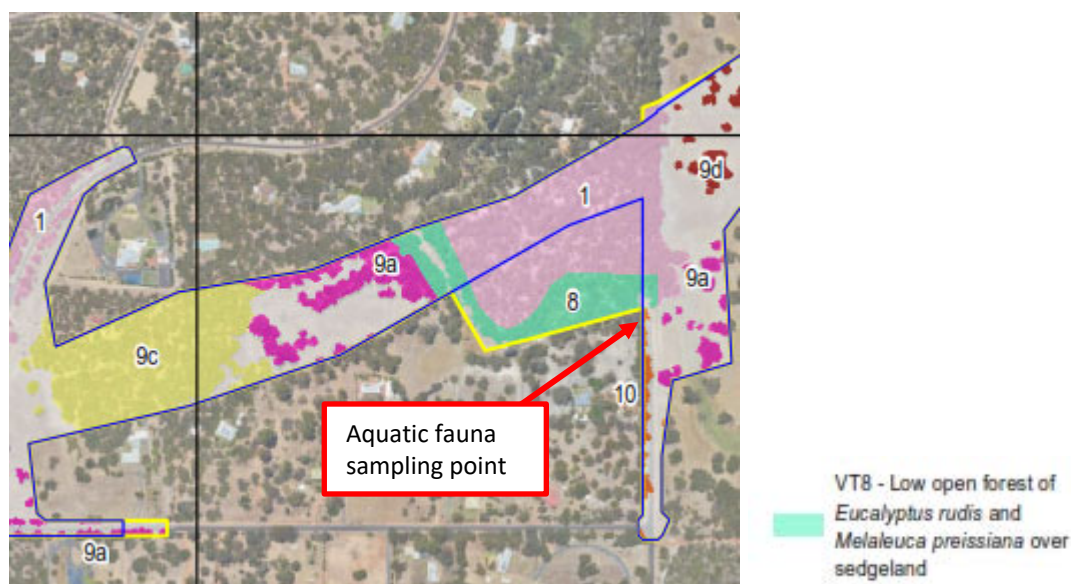 9d
1
1
9a
9a
8
9c
10
Aquatic fauna
sampling point
9a
VT8 - Low open forest of
Eucalyptus rudis and
Melaleuca preissiana over
sedgeland